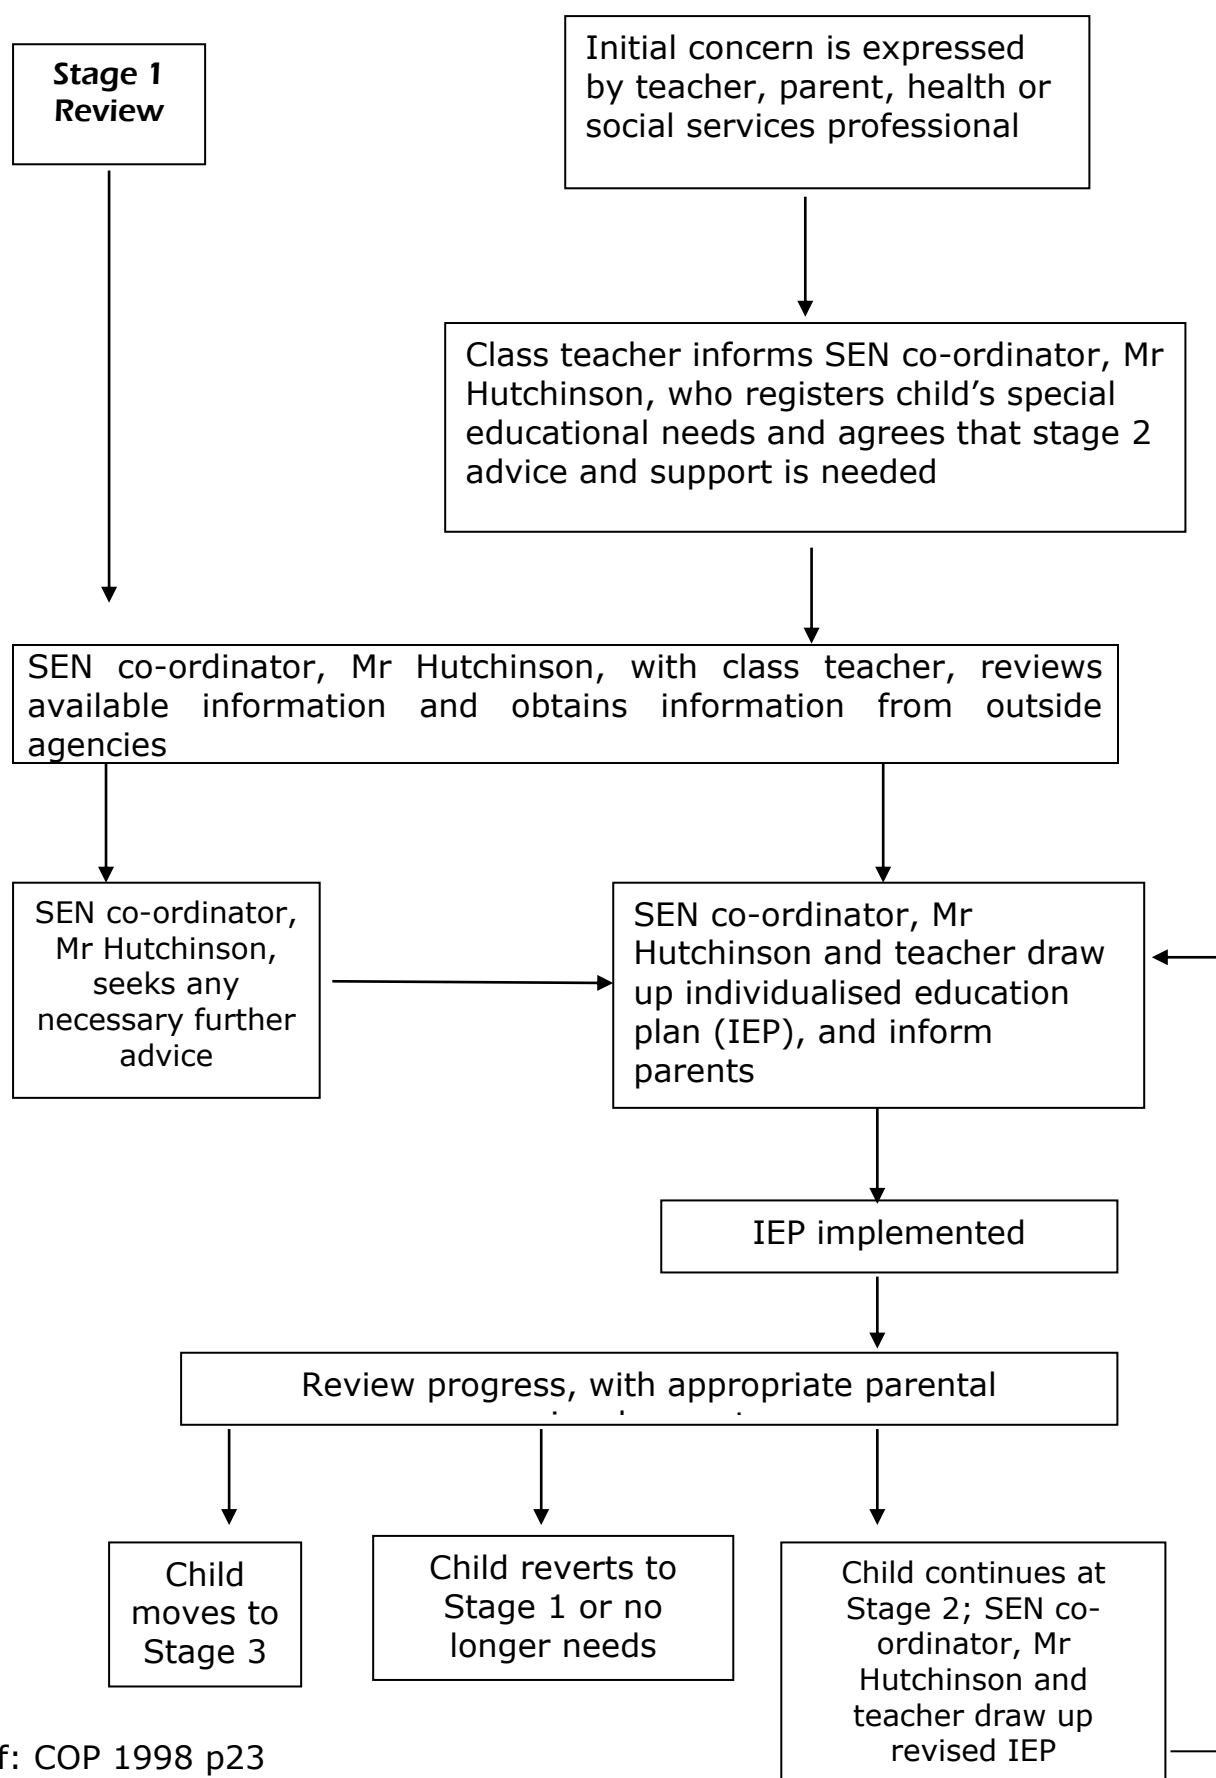 Stage 1
Review
Initial concern is expressed
by teacher, parent, health or
social services professional
Class teacher informs SEN co-ordinator, Mr
Hutchinson, who registers child’s special
educational needs and agrees that stage 2
advice and support is needed
SEN co-ordinator, Mr Hutchinson, with class teacher, reviews
available information and obtains information from outside
agencies
SEN co-ordinator,
Mr Hutchinson,
seeks any
necessary further
advice
SEN co-ordinator, Mr
Hutchinson and teacher draw
up individualised education
plan (IEP), and inform
parents
IEP implemented
Review progress, with appropriate parental
Child
moves to
Stage 3
Child reverts to
Stage 1 or no
longer needs
Child continues at
Stage 2; SEN co-
ordinator, Mr
Hutchinson and
teacher draw up
revised IEP
f: COP 1998 p23